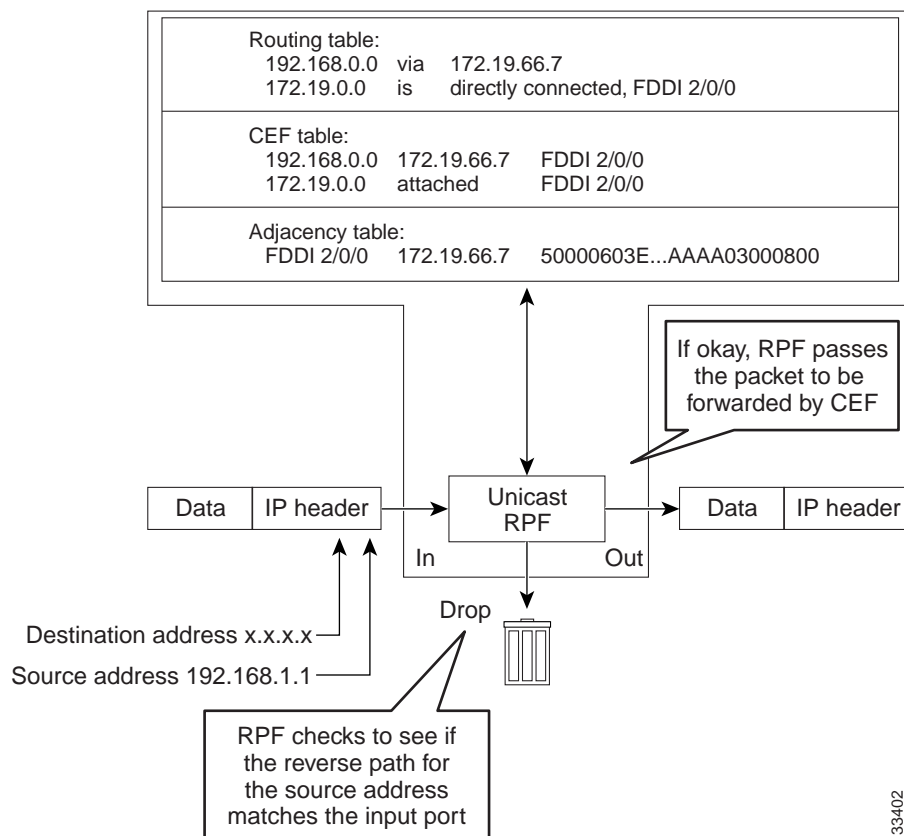 Routing table:
192.168.0.0 via 172.19.66.7
172.19.0.0 is directly connected, FDDI 2/0/0
CEF table:
192.168.0.0 172.19.66.7 FDDI 2/0/0
172.19.0.0 attached FDDI 2/0/0
Adjacency table:
FDDI 2/0/0 172.19.66.7 50000603E...AAAA03000800
If okay, RPF passes
the packet to be
forwarded by CEF
Data IP header
Unicast
RPF
Data IP header
In Out
Drop
Destination address x.x.x.x
Source address 192.168.1.1
RPF checks to see if
the reverse path for
the source address
matches the input port
33402